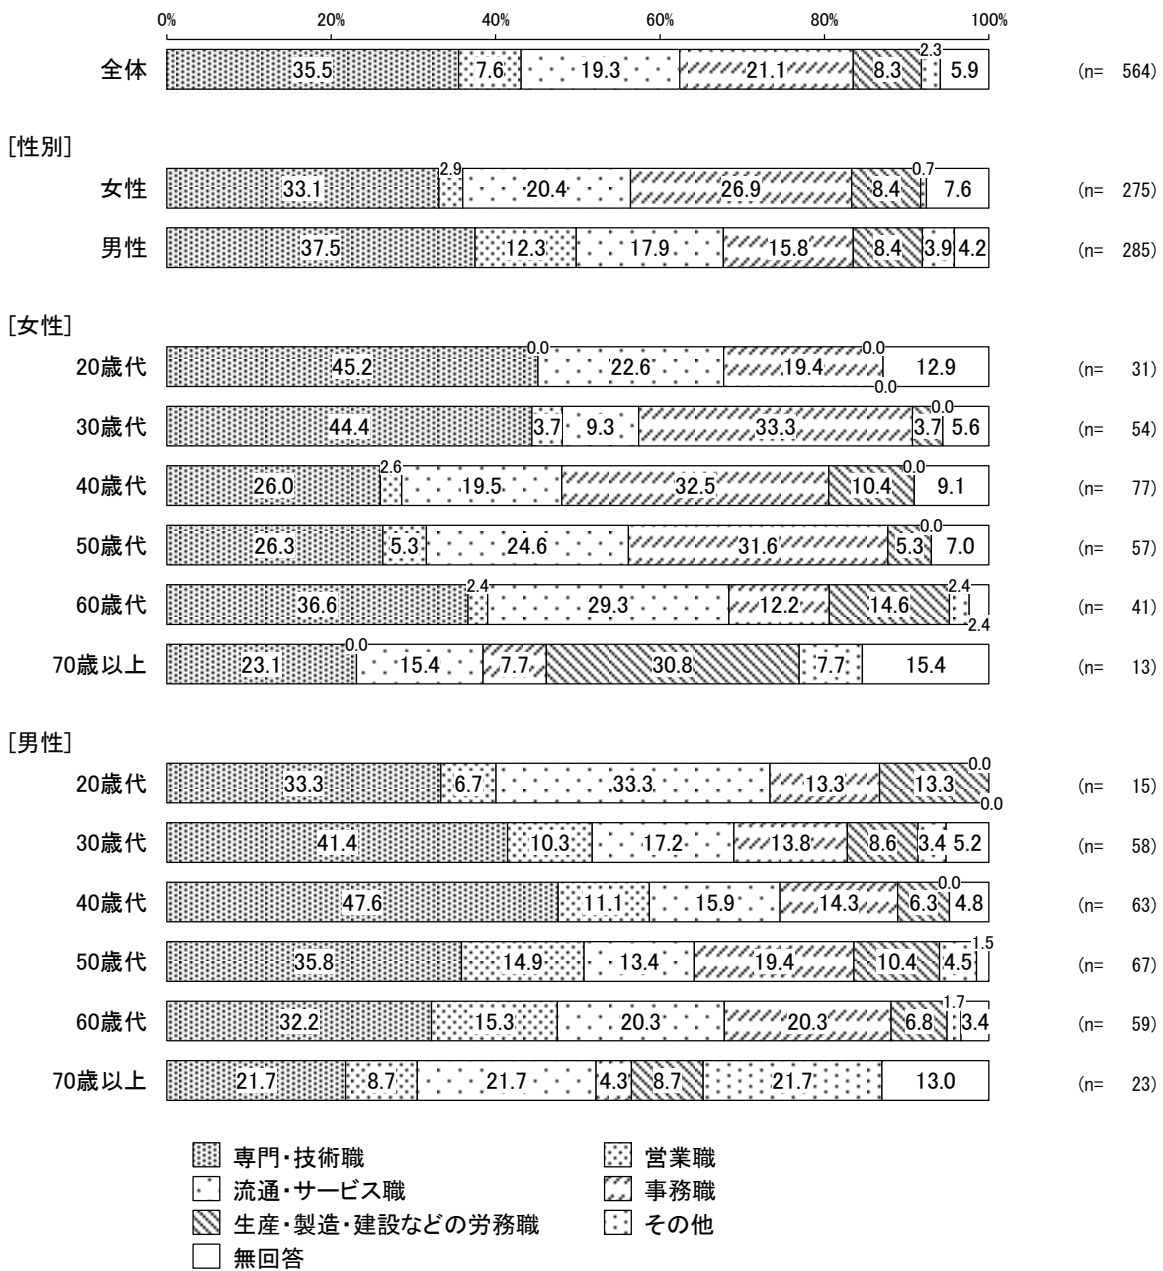 0% 20% 40% 60% 80% 100%
全体 35.5 7.6 19.3 21.1 8.3 2.3 5.9 (n= 564)
[性別]
女性 33.1 2.9 20.4 26.9 8.4 0.7 7.6 (n= 275)
男性 37.5 12.3 17.9 15.8 8.4 3.9 4.2 (n= 285)
[女性]
20歳代 45.2 0.0 22.6 19.4 0.0 0.0 12.9 (n= 31)
30歳代 44.4 3.7 9.3 33.3 3.7 0.0 5.6 (n= 54)
40歳代 26.0 2.6 19.5 32.5 10.4 0.0 9.1 (n= 77)
50歳代 26.3 5.3 24.6 31.6 5.3 0.0 7.0 (n= 57)
60歳代 36.6 2.4 29.3 12.2 14.6 2.4 2.4 (n= 41)
70歳以上 23.1 0.0 15.4 7.7 30.8 7.7 15.4 (n= 13)
[男性]
20歳代 33.3 6.7 33.3 13.3 13.3 0.0 0.0 (n= 15)
30歳代 41.4 10.3 17.2 13.8 8.6 3.4 5.2 (n= 58)
40歳代 47.6 11.1 15.9 14.3 6.3 0.0 4.8 (n= 63)
50歳代 35.8 14.9 13.4 19.4 10.4 4.5 1.5 (n= 67)
60歳代 32.2 15.3 20.3 20.3 6.8 1.7 3.4 (n= 59)
70歳以上 21.7 8.7 21.7 4.3 8.7 21.7 13.0 (n= 23)
専門・技術職 営業職
流通・サービス職 事務職
生産・製造・建設などの労務職 その他
無回答